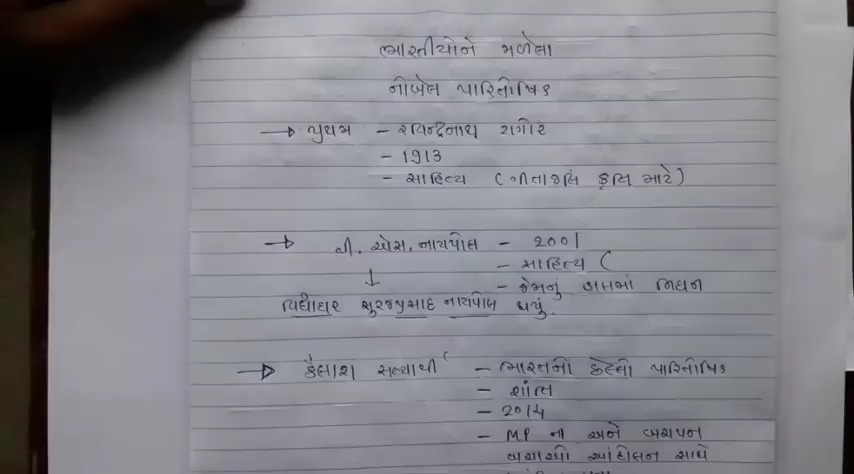 ભારતીયોને મળેલા
નોબેલ પારિતોષિક
→ પ્રથમ - રવિન્દ્રનાથ ટાગોર
- 1913
- સાહિત્ય (ગીતાજલિ કૃતિ માટે)
→ વી. એસ. નાયપોલ - 2001
- સાહિત્ય (
- જેમનું હાલમાં નિધન
વિદ્યાધર સુરજપ્રસાદ નાયપોલ થયું.
→ કૈલાશ સત્યાર્થી - ભારતનો છેલ્લો પારિતોષિક
- શાંતિ
- 2014
- MP ના અને બચપન
બચાઓ આંદોલન સાથે